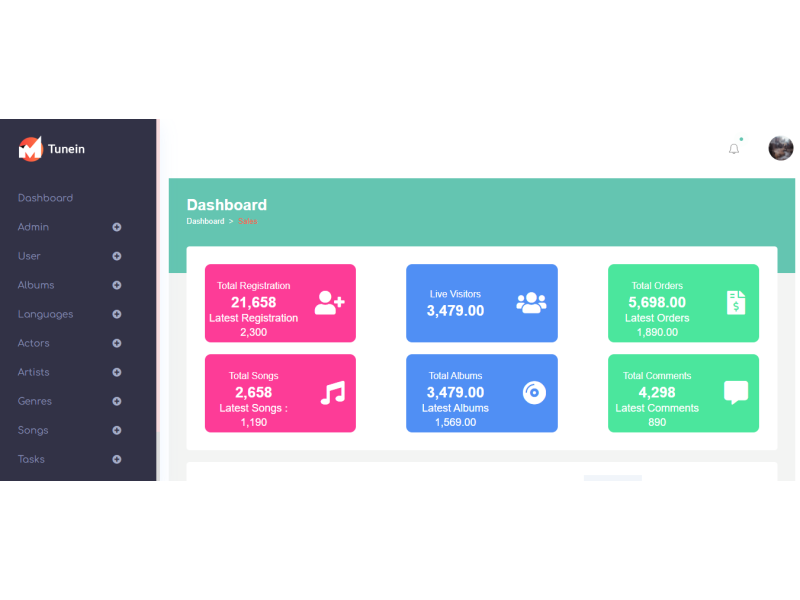 Tunein
Dashboard
Admin
User
Albums
Languages
Actors
Artists
Genres
Songs
Tasks
Dashboard
Dashboard > Sales
Total Registration
21,658
Latest Registration
2,300
Live Visitors
3,479.00
Total Orders
5,698.00
Latest Orders
1,890.00
Total Songs
2,658
Latest Songs :
1,190
Total Albums
3,479.00
Latest Albums
1,569.00
Total Comments
4,298
Latest Comments
890